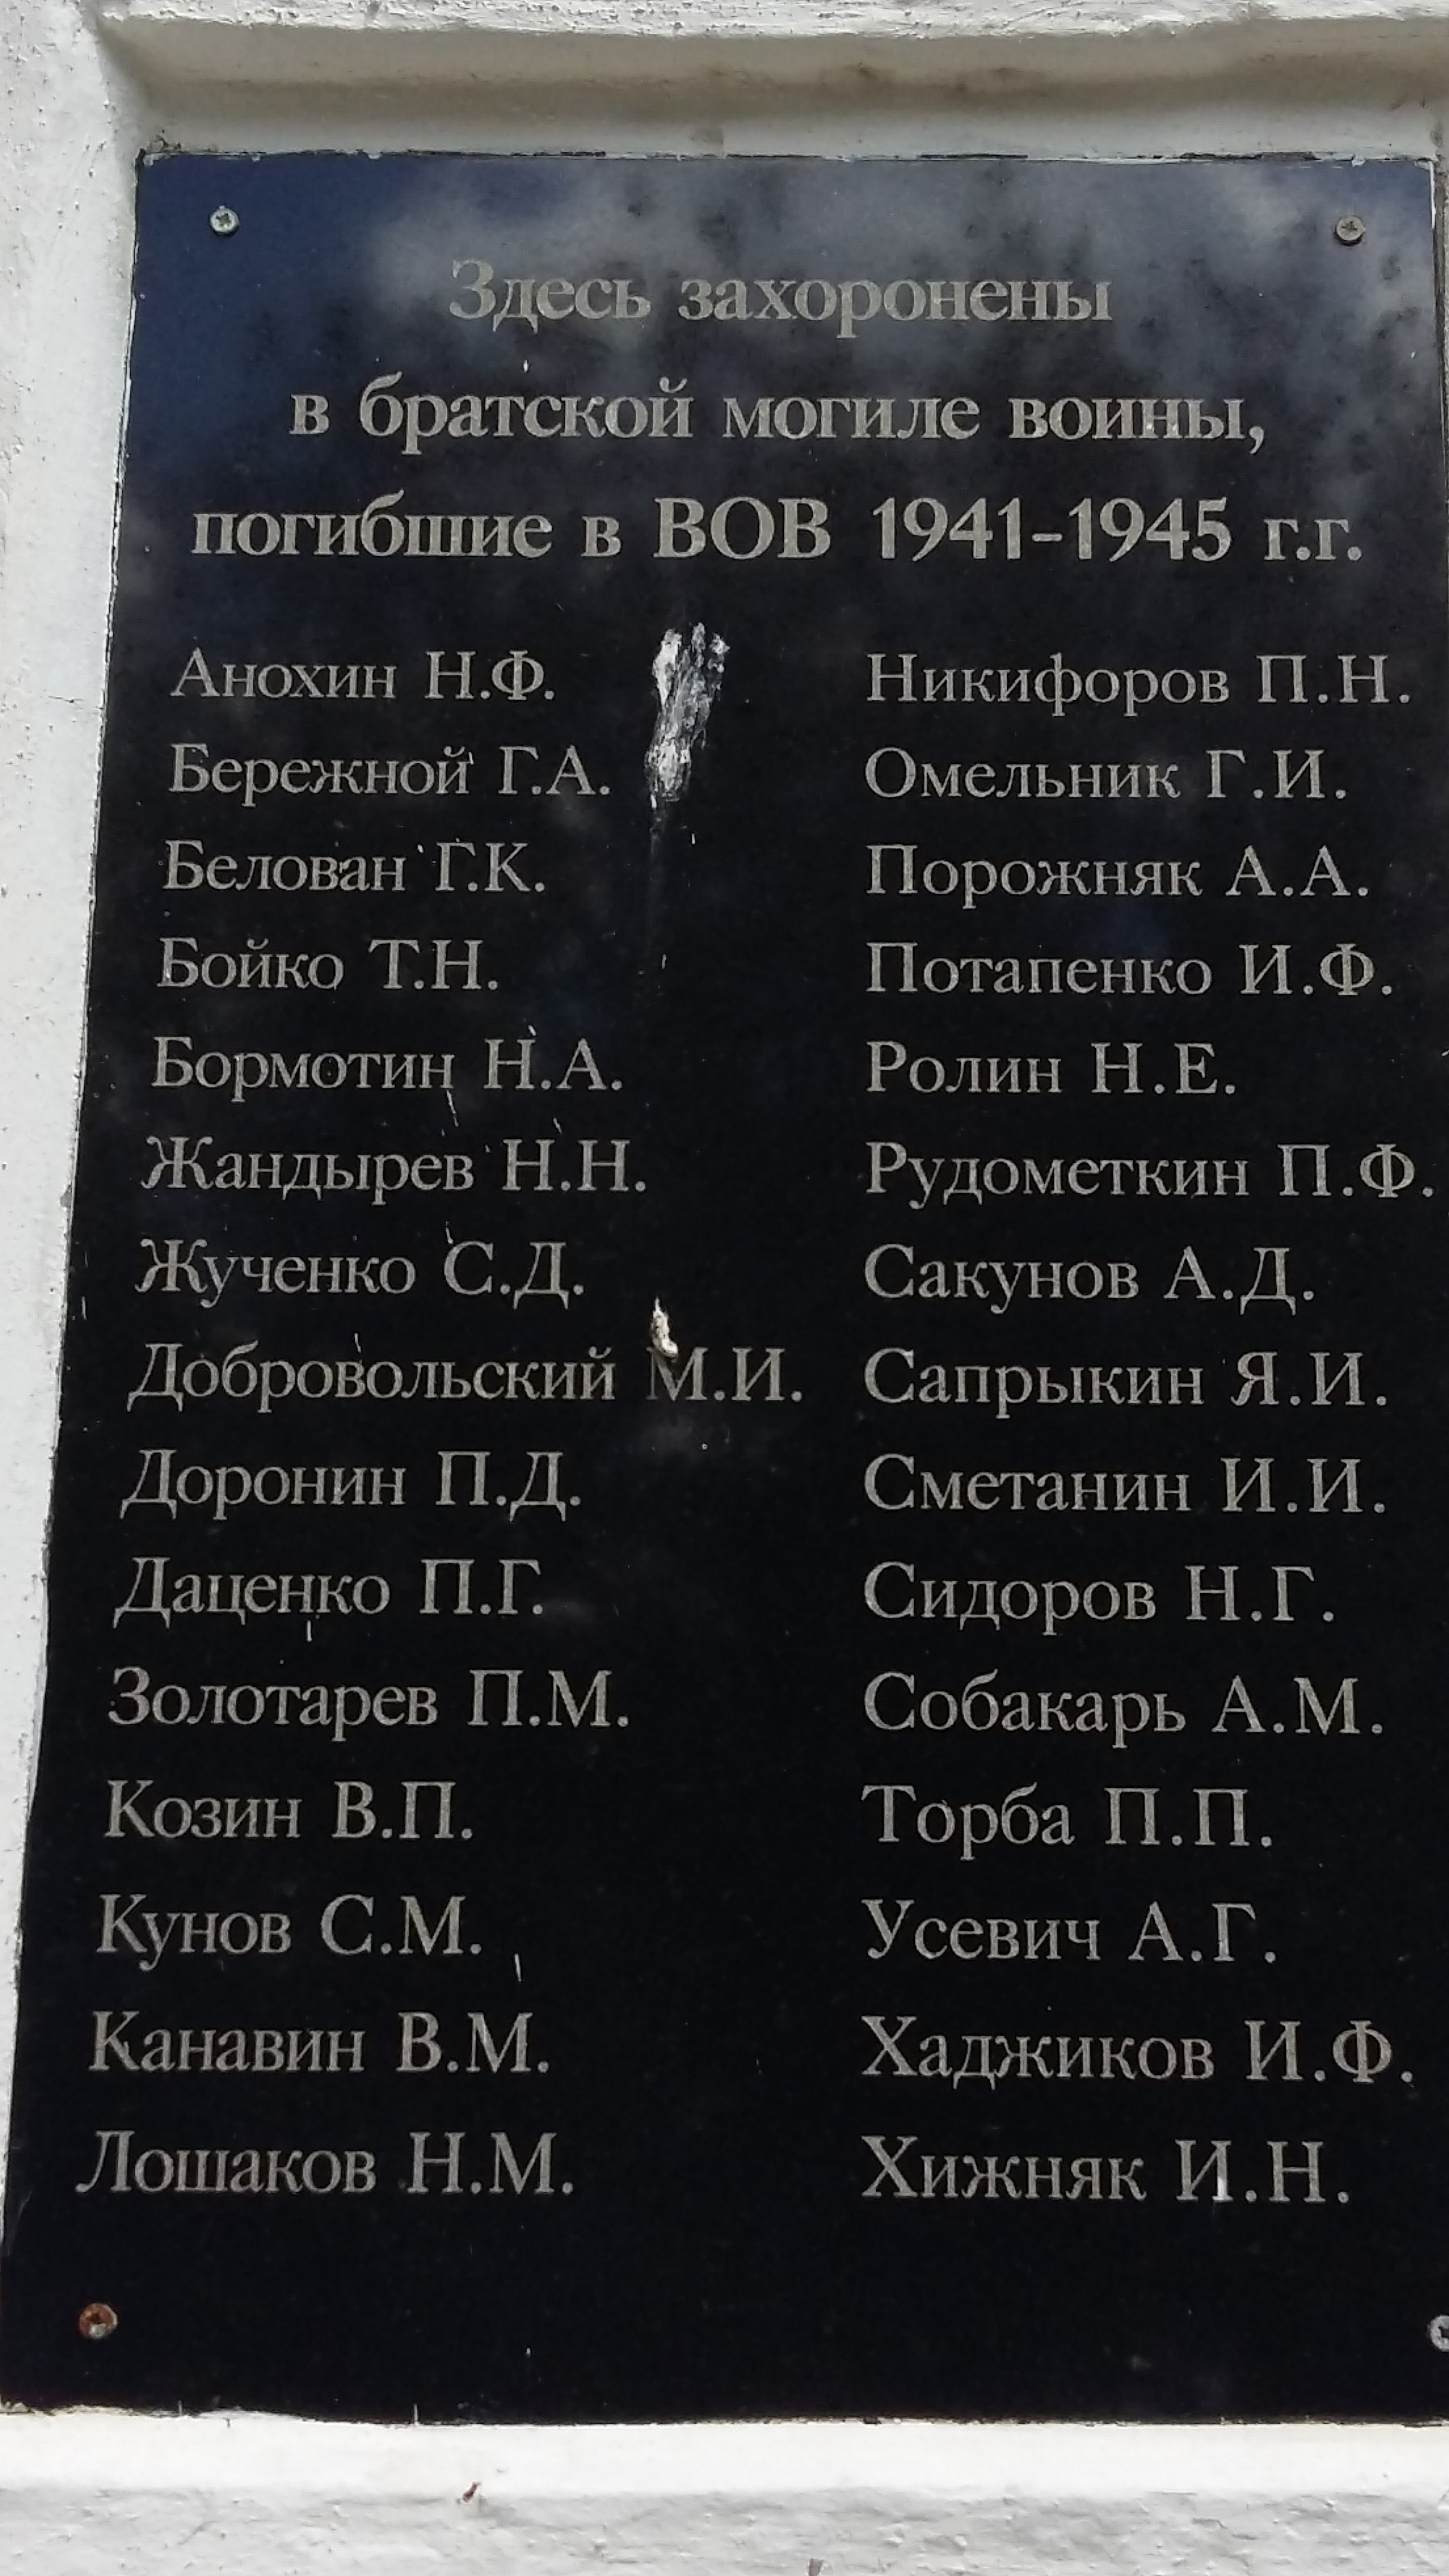 Здесь захоронены
в братской могиле воины,
погибшие в ВОВ 1941-1945 г.г.
Анохин Н.Ф.
Бережной Г.А.
Белован Г.К.
Бойко Т.Н.
Бормотин Н.А.
Жандырев Н.Н.
Жученко С.Д.
Добровольский М.И.
Доронин П.Д.
Даценко П.Г.
Золотарев П.М.
Козин В.П.
Кунов С.М.
Канавин В.М.
Лошаков Н.М.
Никифоров П.Н.
Омельник Г.И.
Порожняк А.А.
Потапенко И.Ф.
Ролин Н.Е.
Рудометкин П.Ф.
Сакунов А.Д.
Сапрыкин Я.И.
Сметанин И.И.
Сидоров Н.Г.
Собакарь А.М.
Торба П.П.
Усевич А.Г.
Хаджиков И.Ф.
Хижняк И.Н.